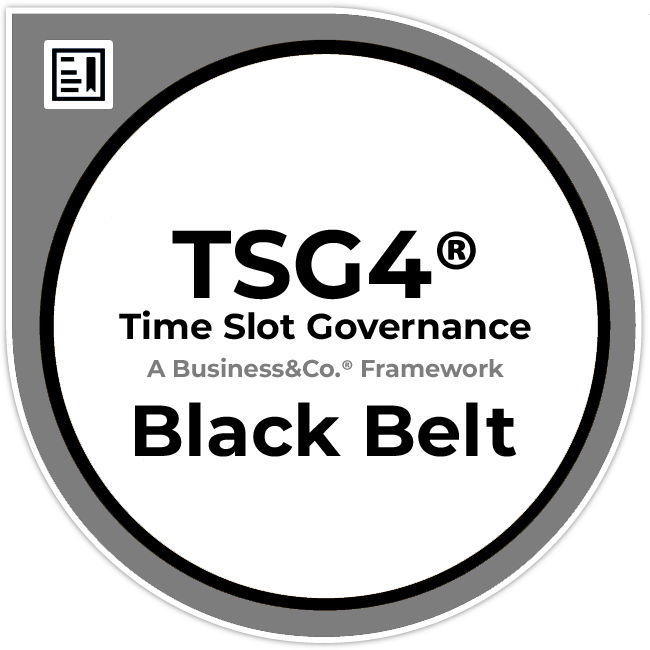 TSG4®
Time Slot Governance
A Business&Co.® Framework
Black Belt